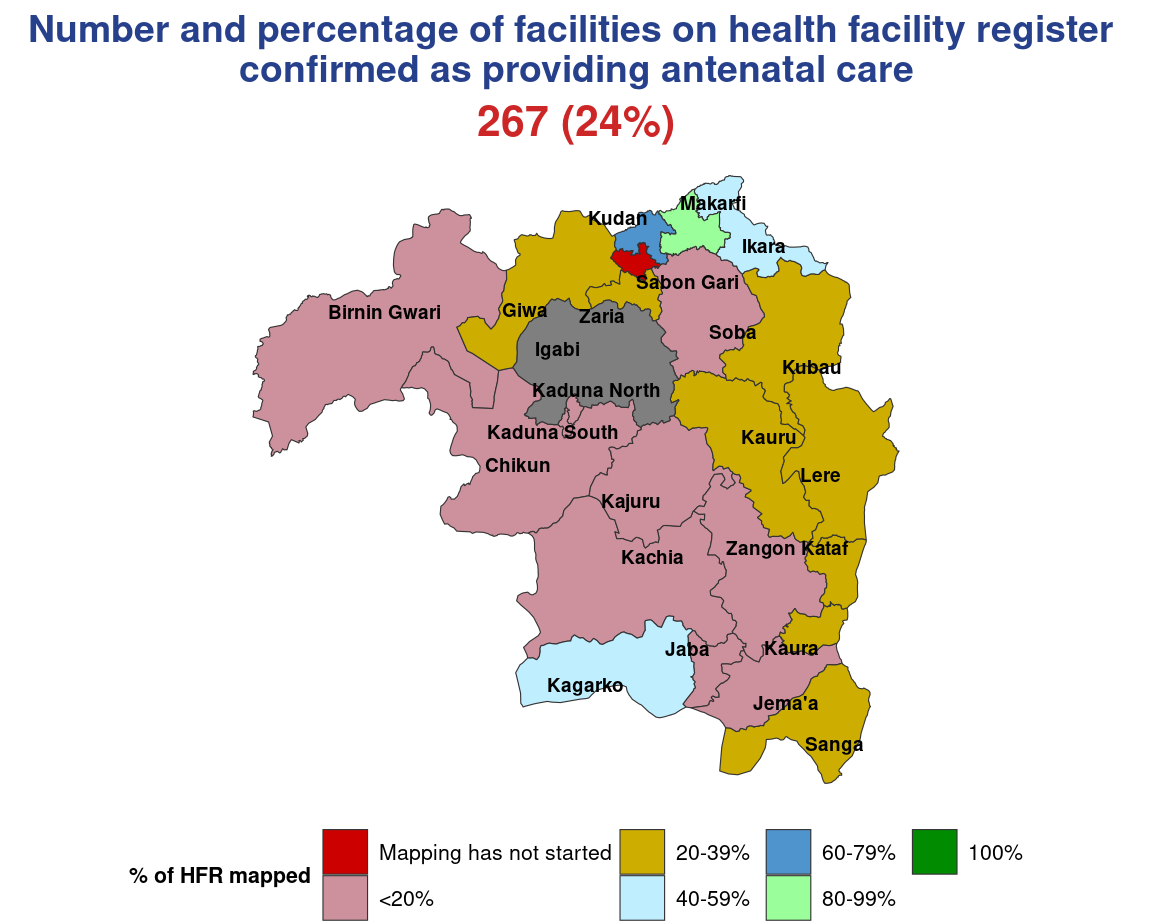 Number and percentage of facilities on health facility register
confirmed as providing antenatal care
267 (24%)
Makarfi
Kudan
Ikara
Sabon Gari
Birnin Gwari
Giwa
Zaria
Soba
Igabi
Kubau
Kaduna North
Kaduna South
Kauru
Chikun
Lere
Kajuru
Zangon Kataf
Kachia
Jaba
Kaura
Kagarko
Jema'a
Sanga
% of HFR mapped
Mapping has not started
<20%
20-39%
40-59%
60-79%
80-99%
100%